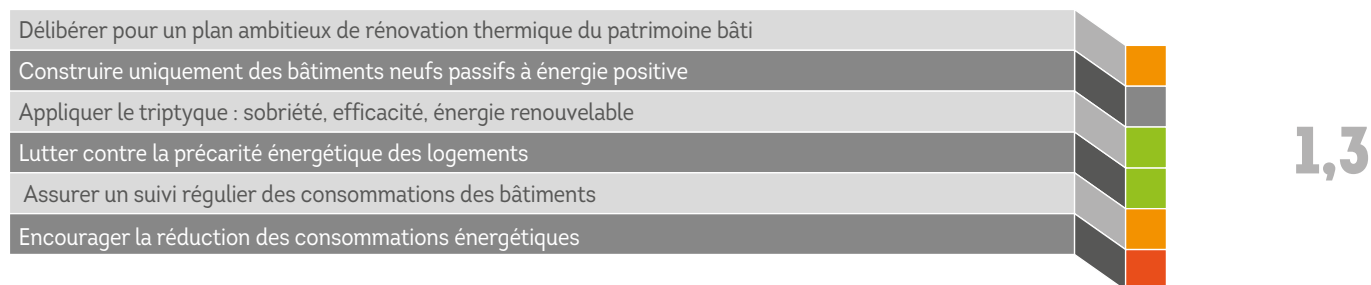 Délibérer pour un plan ambitieux de rénovation thermique du patrimoine bâti
Construire uniquement des bâtiments neufs passifs à énergie positive
Appliquer le triptyque : sobriété, efficacité, énergie renouvelable
Lutter contre la précarité énergétique des logements
Assurer un suivi régulier des consommations des bâtiments
Encourager la réduction des consommations énergétiques
1,3